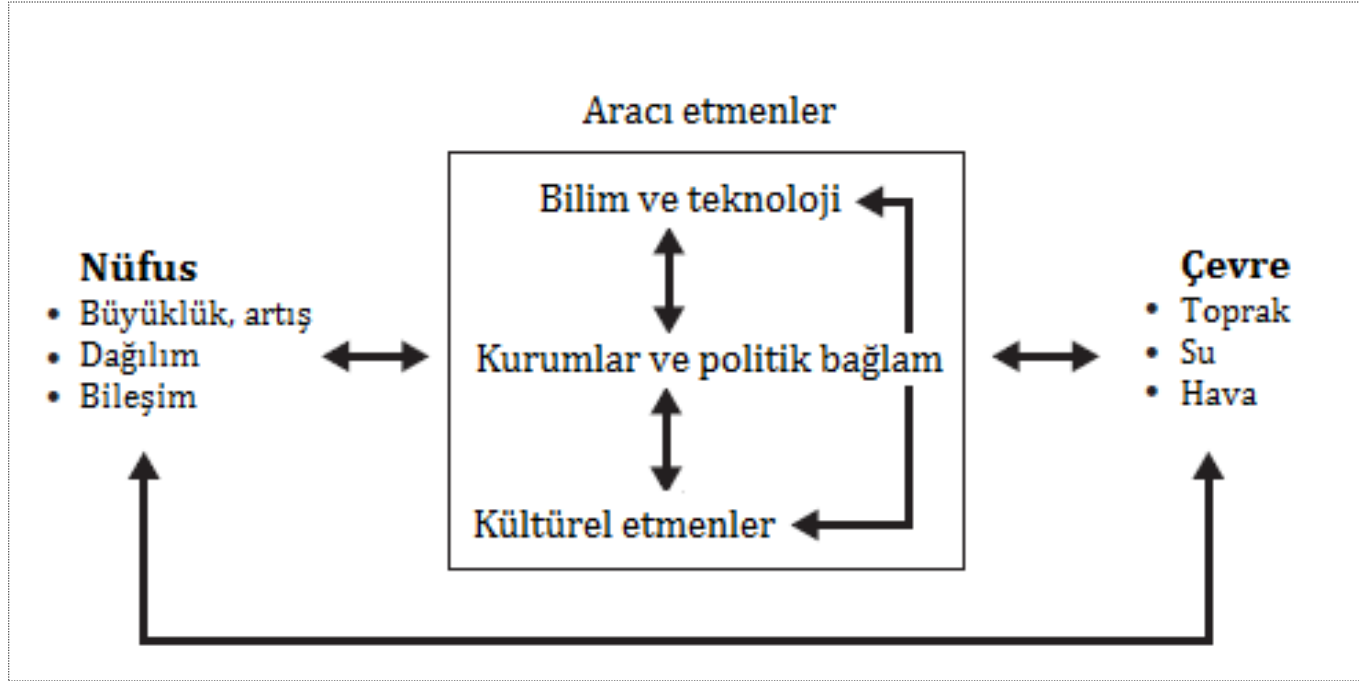 Aracı etmenler
Bilim ve teknoloji
Kurumlar ve politik bağlam
Kültürel etmenler
Nüfus
• Büyüklük, artış
• Dağılım
• Bileşim
Çevre
• Toprak
• Su
• Hava